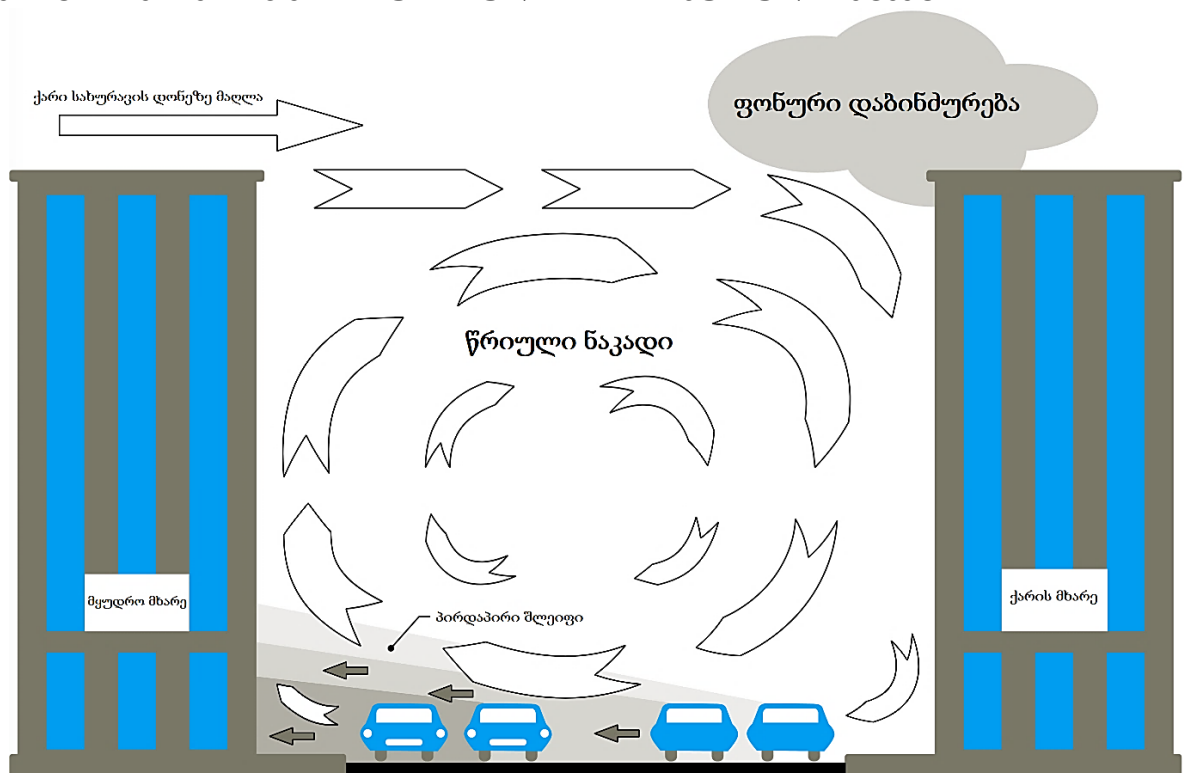 ქარი სახურავის დონეზე მაღლა
ფონური დაბინძურება
წრიული ნაკადი
მყუდრო მხარე
ქარის მხარე
პირდაპირი შლეიფი